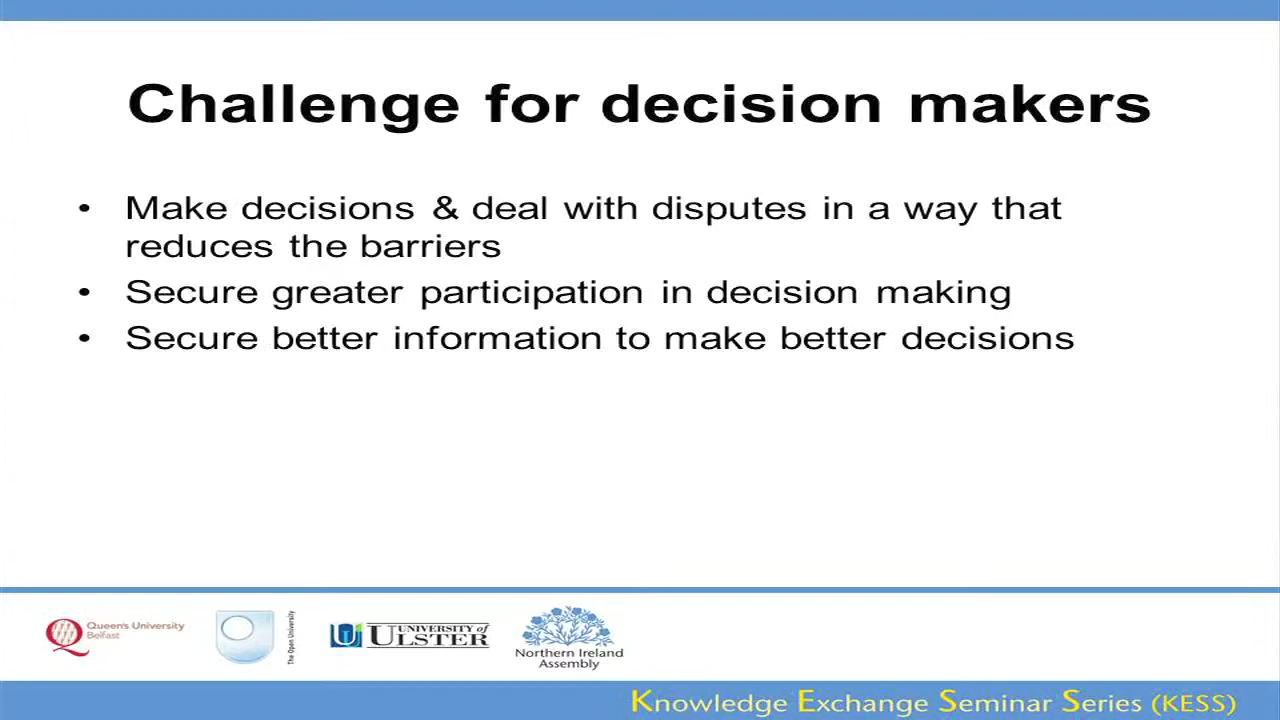 Challenge for decision makers
• Make decisions & deal with disputes in a way that
reduces the barriers
• Secure greater participation in decision making
• Secure better information to make better decisions
Queen's University
Belfast
The Open University
UNIVERSITY of
ULSTER
Northern Ireland
Assembly
Knowledge Exchange Seminar Series (KESS)